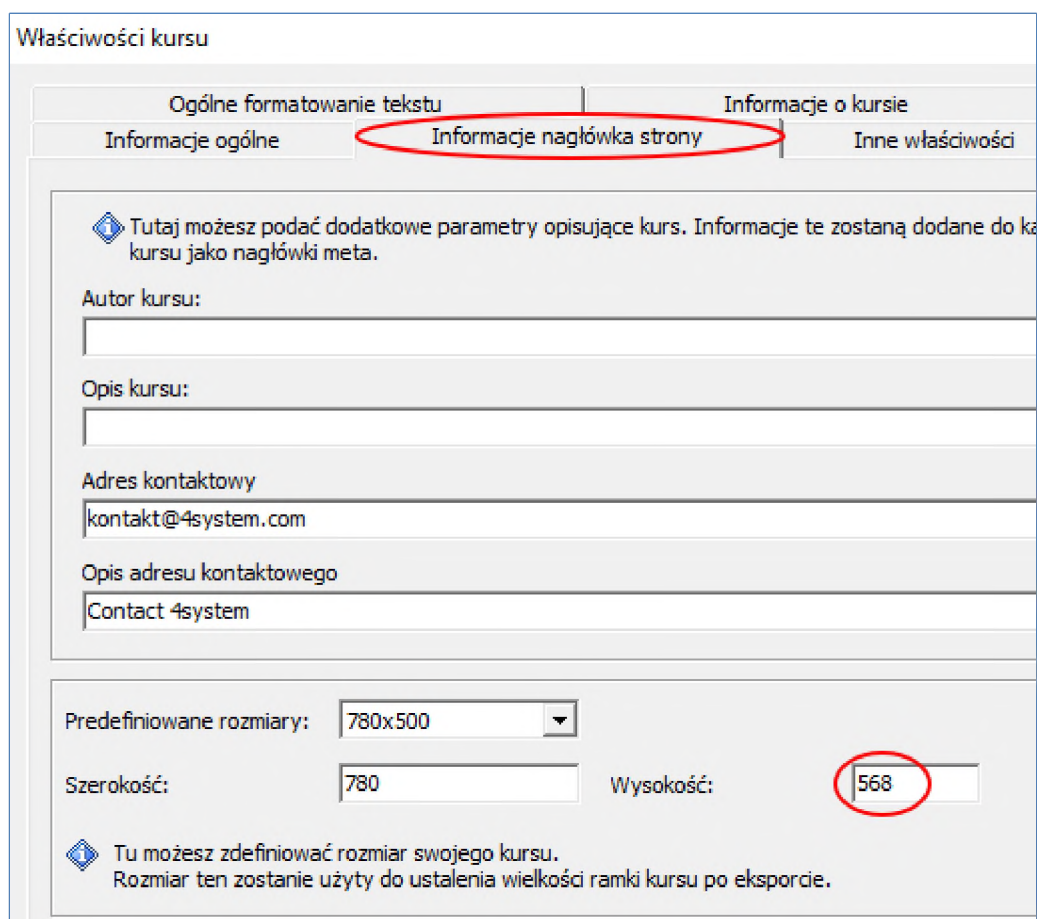 Właściwości kursu
Ogólne formatowanie tekstu
Informacje o kursie
Informacje ogólne
Informacje nagłówka strony
Inne właściwości
Tutaj możesz podać dodatkowe parametry opisujące kurs. Informacje te zostaną dodane do
kursu jako nagłówki meta.
Autor kursu:
Opis kursu:
Adres kontaktowy
kontakt@4system.com
Opis adresu kontaktowego
Contact 4system
Predefiniowane rozmiary:
780x500
Szerokość:
780
Wysokość:
568
Tu możesz zdefiniować rozmiar swojego kursu.
Rozmiar ten zostanie użyty do ustalenia wielkości ramki kursu po eksporcie.